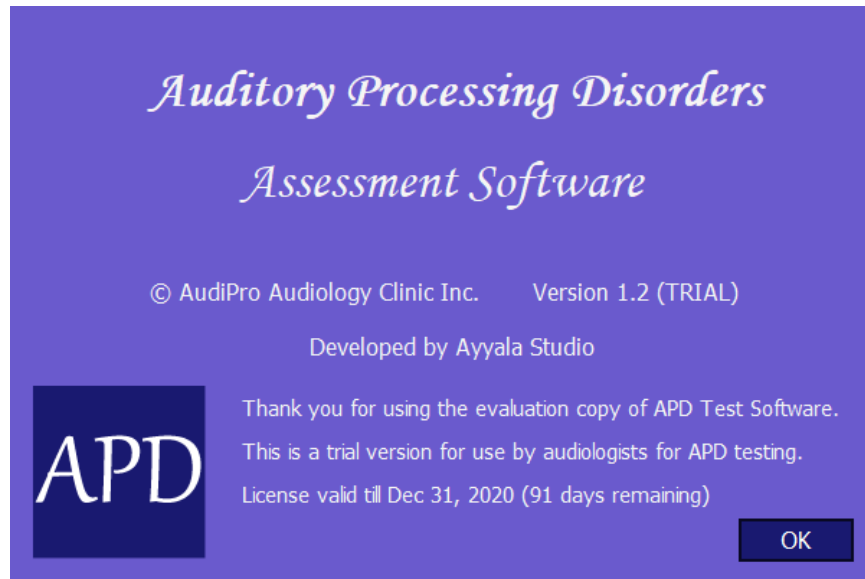 Auditory Processing Disorders
Assessment Software
© AudiPro Audiology Clinic Inc. Version 1.2 (TRIAL)
Developed by Ayyala Studio
APD
Thank you for using the evaluation copy of APD Test Software.
This is a trial version for use by audiologists for APD testing.
License valid till Dec 31, 2020 (91 days remaining)
OK